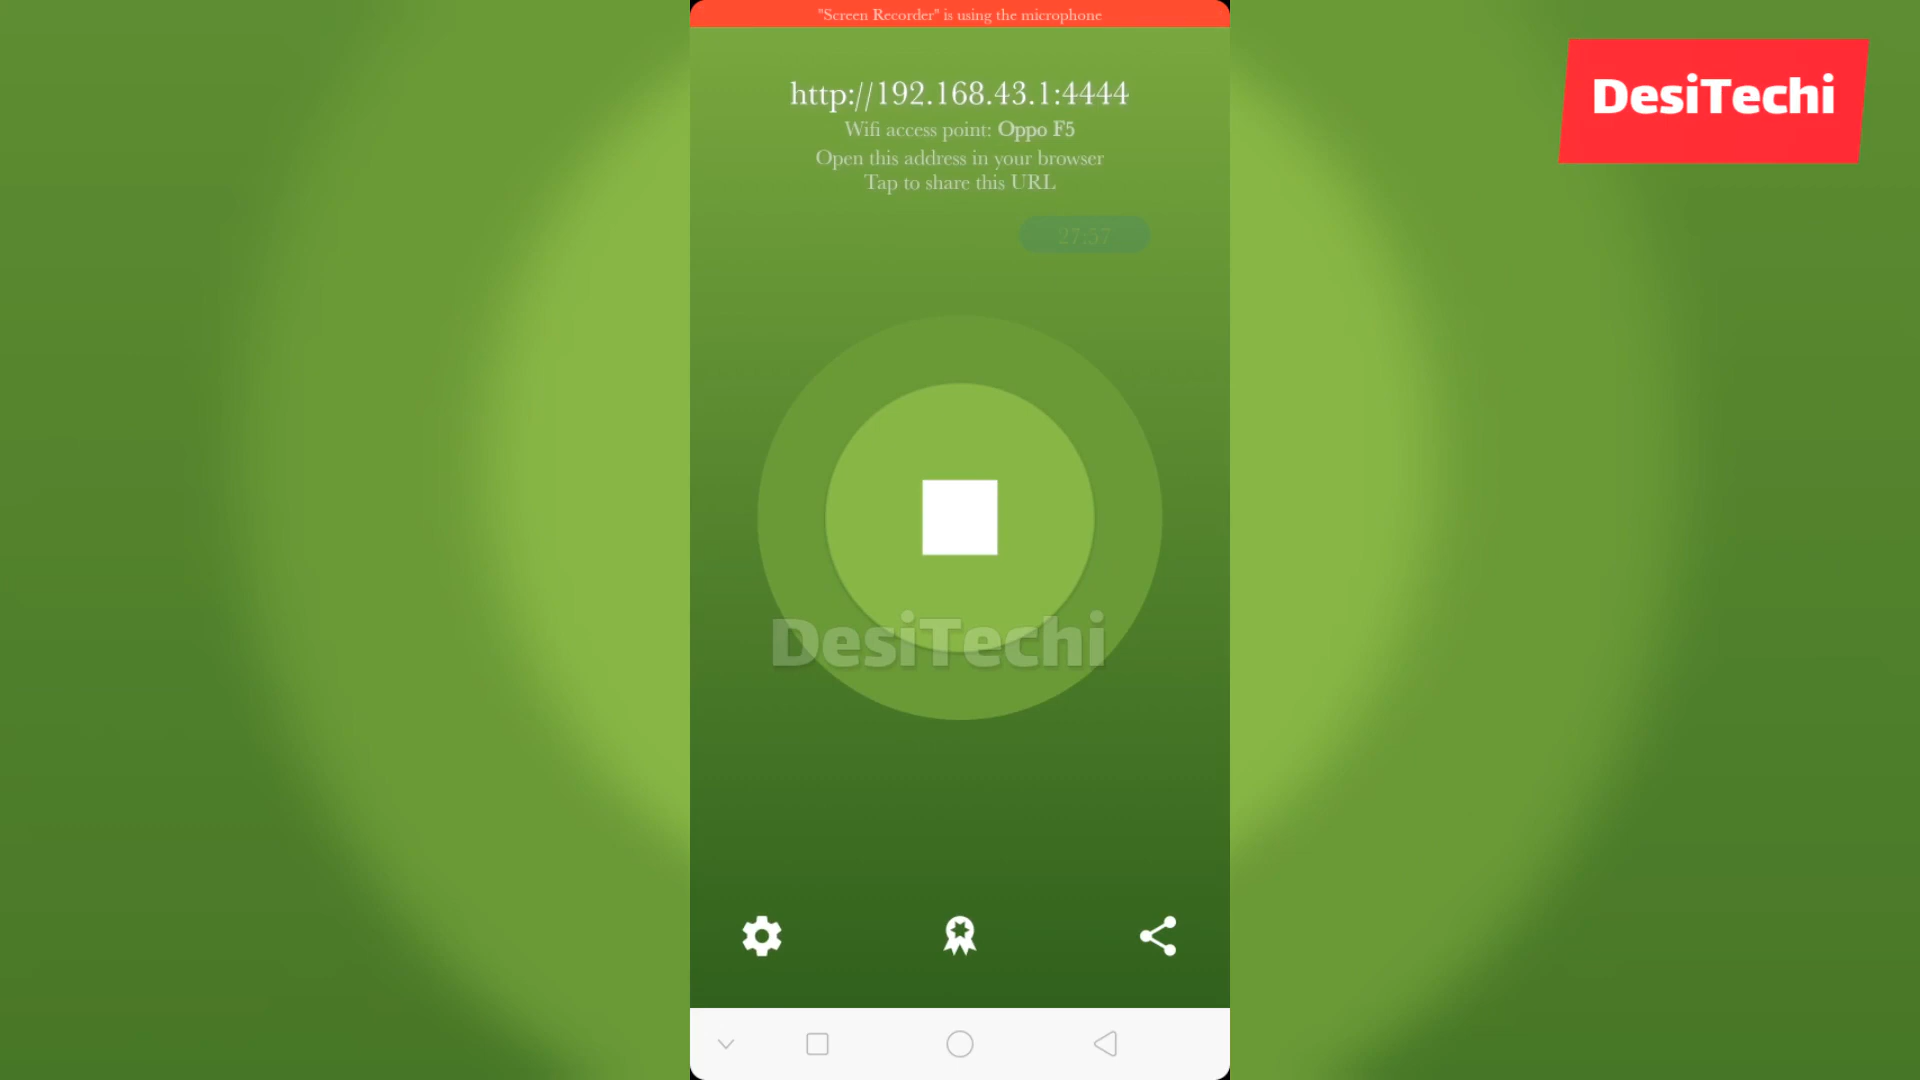 "Screen Recorder" is using the microphone
http://192.168.43.1:4444
Wifi access point: Oppo F5
Open this address in your browser
Tap to share this URL
27:57
DesiTechi
DesiTechi